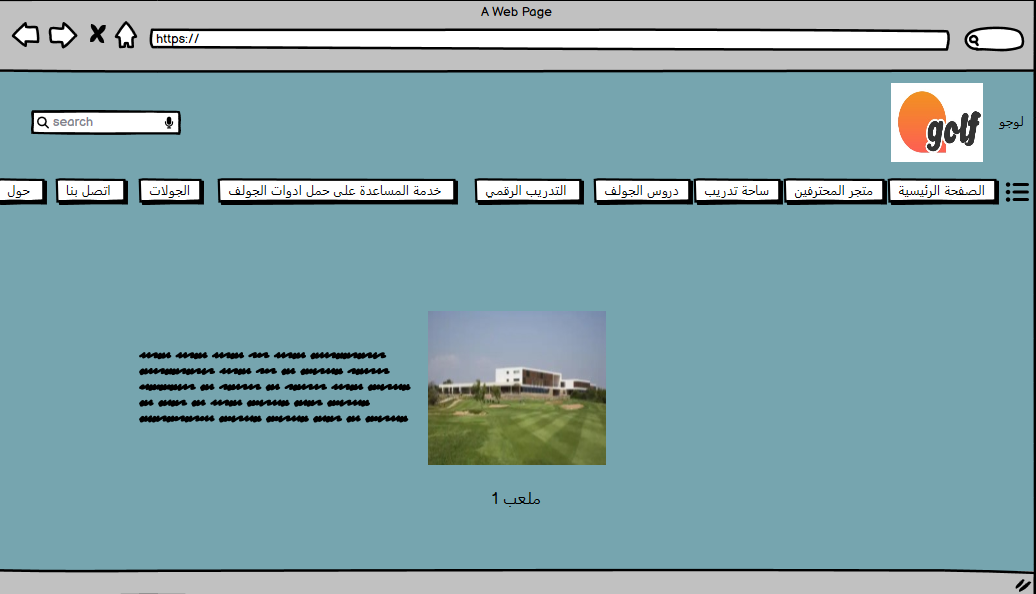 A Web Page
https://
search
golf
لوجو
الصفحة الرئيسية
متجر المحترفين
ساحة تدريب
دروس الجولف
التدريب الرقمي
خدمة المساعدة على حمل ادوات الجولف
الجولات
اتصل بنا
حول
ملعب 1